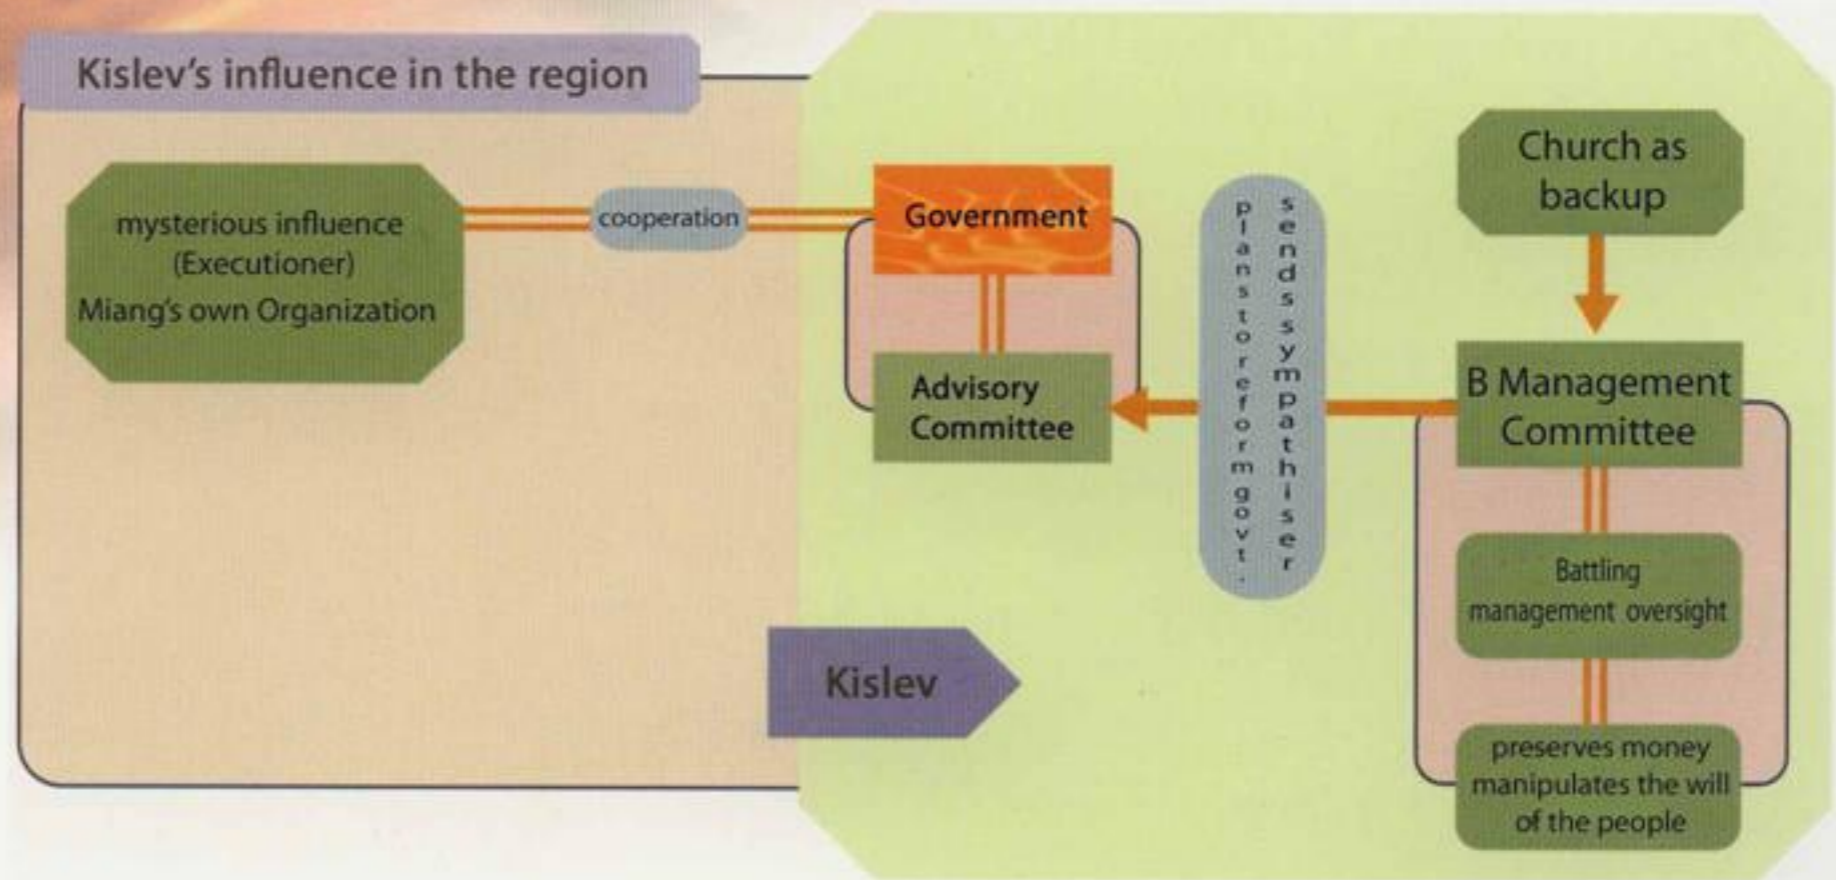 Kislev's influence in the region
mysterious influence
(Executioner)
Miang's own Organization
cooperation
Government
Advisory
Committee
sends sympathiser
plans to reform govt.
Church as
backup
B Management
Committee
Battling
management oversight
preserves money
manipulates the will
of the people
Kislev